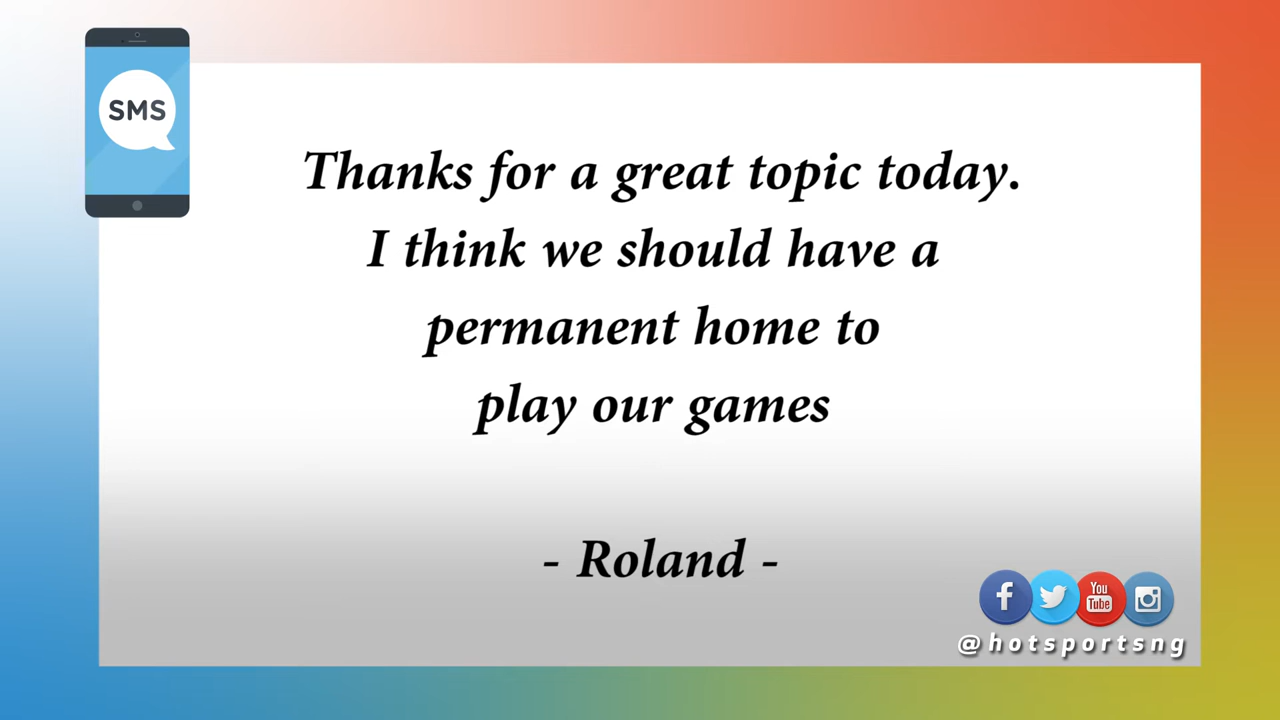 SMS
Thanks for a great topic today.
I think we should have a
permanent home to
play our games
- Roland -
f
You
Tube
@hotsportsng